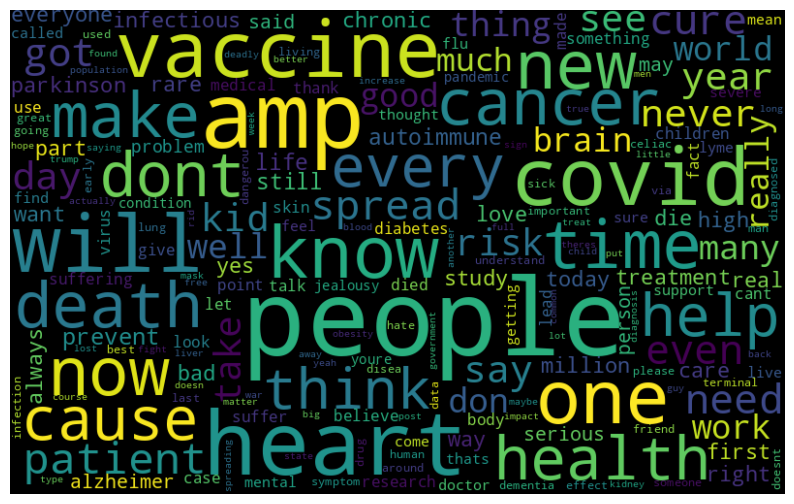 everyone
infectious
said
chronic
thing
see
cure
mean
called
used
deadly
living
flu
something
made
got
vaccine
much
new
world
found
better
pandemic
may
year
parkinson
rare
medical
thank
good
thought
cancer
never
severe
population
increase
men
true
long
use
make
amp
autoimmune
brain
children
great
going
part
problem
week
saying
sign
celiac
little
lyme
fact
really
hope
trump
life
every
covid
sick
via
diagnosed
day
dont
still
dangerous
actually
early
find
condition
skin
spread
love
important
sure
die
high
man
want
virus
lung
kid
feel
blood
diabetes
risk
treat
time
many
will
give
rid
well
know
another
full
theres
child
put
understand
suffering
yes
point
talk
died
study
today
treatment
real
death
let
jealousy
getting
lead
person
support
cant
diagnosis
prevent
mask
free
people
help
always
look
take
obesity
hate
government
common
lot
now
lost
fight
best
liver
away
yeah
youre
disea
say
million
even
back
bad
doesn
think
don
please
care
live
infection
cause
course
last
matter
war
suffer
big
believe
post
data
body
impact
maybe
terminal
need
guy
one
friend
work
heart
drug
come
way
serious
first
patient
state
around
human
thats
health
right
someone
doesnt
type
alzheimer
case
spreading
mental
symptom
research
doctor
dementia
effect
kidney